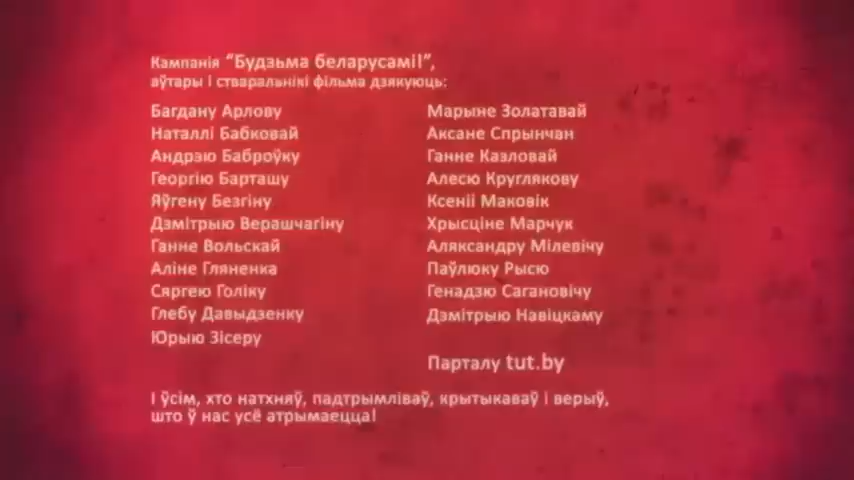 Кампанія “Будзьма беларусамі!”,
аўтары і стваральнікі фільма дзякуюць:
Багдану Арлову
Наталлі Бабковай
Андрэю Баброўку
Георгію Барташу
Яўгену Безгіну
Дзмітрыю Верашчагіну
Ганне Вольскай
Аліне Гляненка
Сяргею Голіку
Глебу Давыдзенку
Юрыю Зісеру
Марыне Золатавай
Аксане Спрынчан
Ганне Казловай
Алесю Круглякову
Ксеніі Маковік
Хрысціне Марчук
Аляксандру Мілевічу
Паўлюку Рысю
Генадзю Сагановічу
Дзмітрыю Навіцкаму
Парталу tut.by
І ўсім, хто натхняў, падтрымліваў, крытыкаваў і верыў,
што ў нас усё атрымаецца!